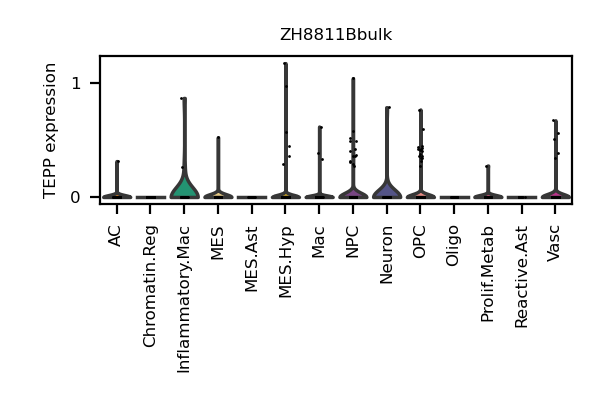 ZH8811Bbulk
TEPP expression
1
0
AC
Chromatin.Reg
Inflammatory.Mac
MES
MES.Ast
MES.Hyp
Mac
NPC
Neuron
OPC
Oligo
Prolif.Metab
Reactive.Ast
Vasc